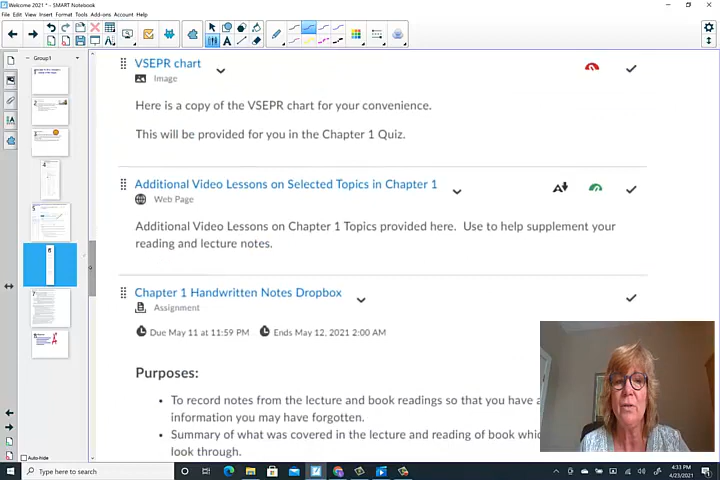 Welcome 2021 * - SMART Notebook
File Edit View Insert Format Tools Add-ons Account Help
Group1
VSEPR chart
Image
Here is a copy of the VSEPR chart for your convenience.
This will be provided for you in the Chapter 1 Quiz.
Additional Video Lessons on Selected Topics in Chapter 1
Web Page
Additional Video Lessons on Chapter 1 Topics provided here. Use to help supplement your
reading and lecture notes.
Chapter 1 Handwritten Notes Dropbox
Assignment
Due May 11 at 11:59 PM Ends May 12, 2021 2:00 AM
Purposes:
• To record notes from the lecture and book readings so that you have a
information you may have forgotten.
• Summary of what was covered in the lecture and reading of book whic
look through.
Auto-hide
Type here to search
4:33 PM
4/23/2021